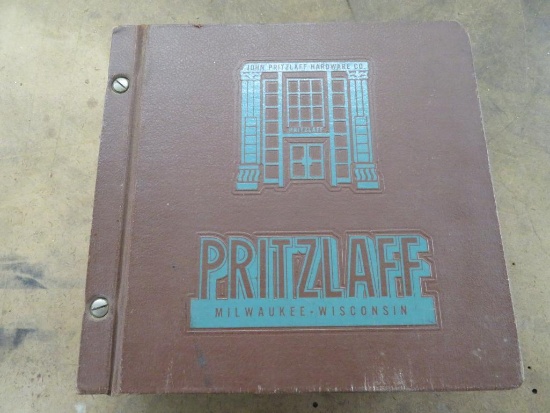 JOHN PRITZLAFF HARDWARE CO.
PRITZLAFF
PRITZLAFF
MILWAUKEE - WISCONSIN